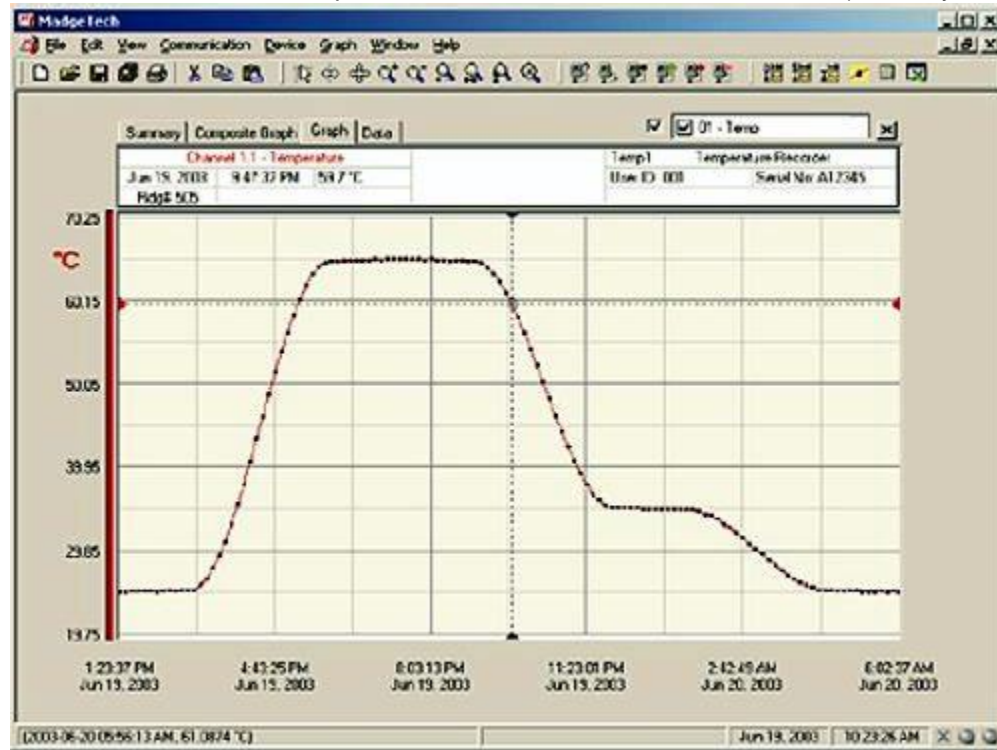 MadgeTech
File Edit View Communication Device Graph Window Help
Summary Composite Graph Graph Data
01 - Temp
Channel 1.1 - Temperature
Temp1 Temperature Recorder
Jun 19, 2003 9:47:37 PM 59.7 °C
User ID: 001 Serial No: A12345
Rdg# 505
70.25
°C
60.15
50.05
39.95
29.85
19.75
1:23:37 PM 4:43:25 PM 8:03:13 PM 11:23:01 PM 2:42:49 AM 6:02:37 AM
Jun 19, 2003 Jun 19, 2003 Jun 19, 2003 Jun 19, 2003 Jun 20, 2003 Jun 20, 2003
(2003-06-20 05:56:13 AM, 61.0874 °C) Jun 19, 2003 10:23:26 AM